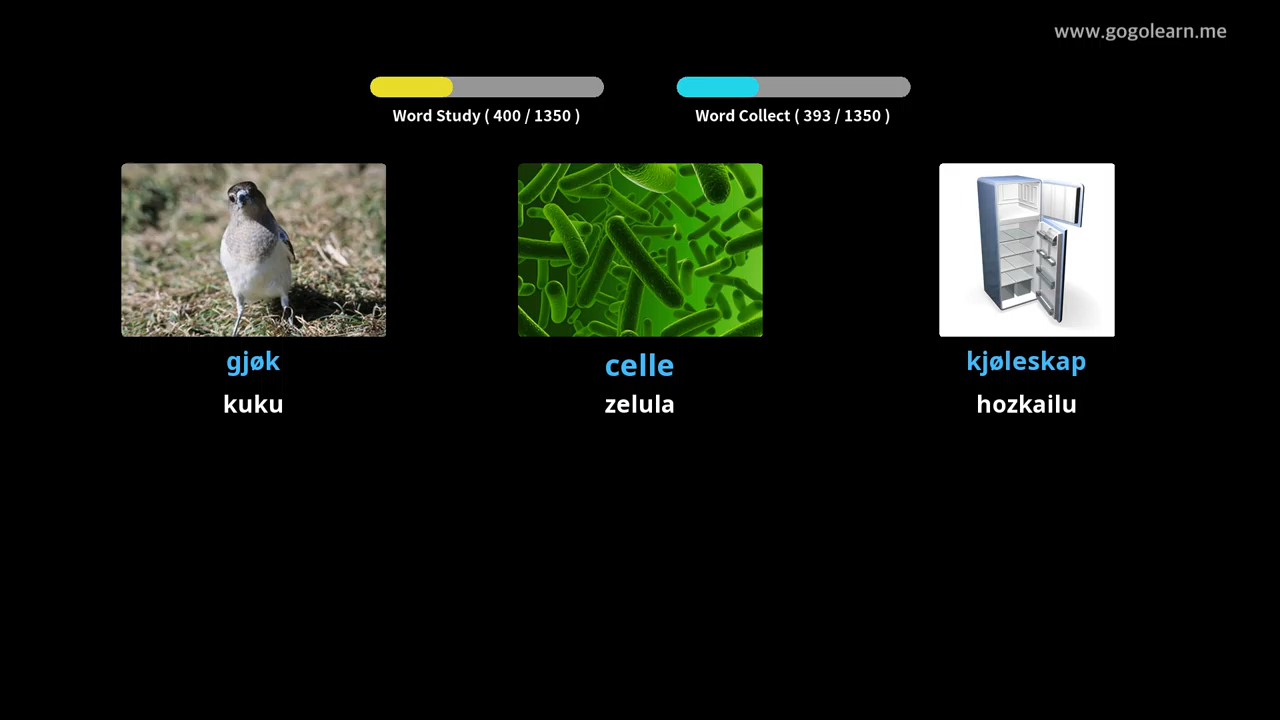 www.gogolearn.me
Word Study ( 400 / 1350 )
Word Collect ( 393 / 1350 )
gjøk
celle
kjøleskap
kuku
zelula
hozkailu